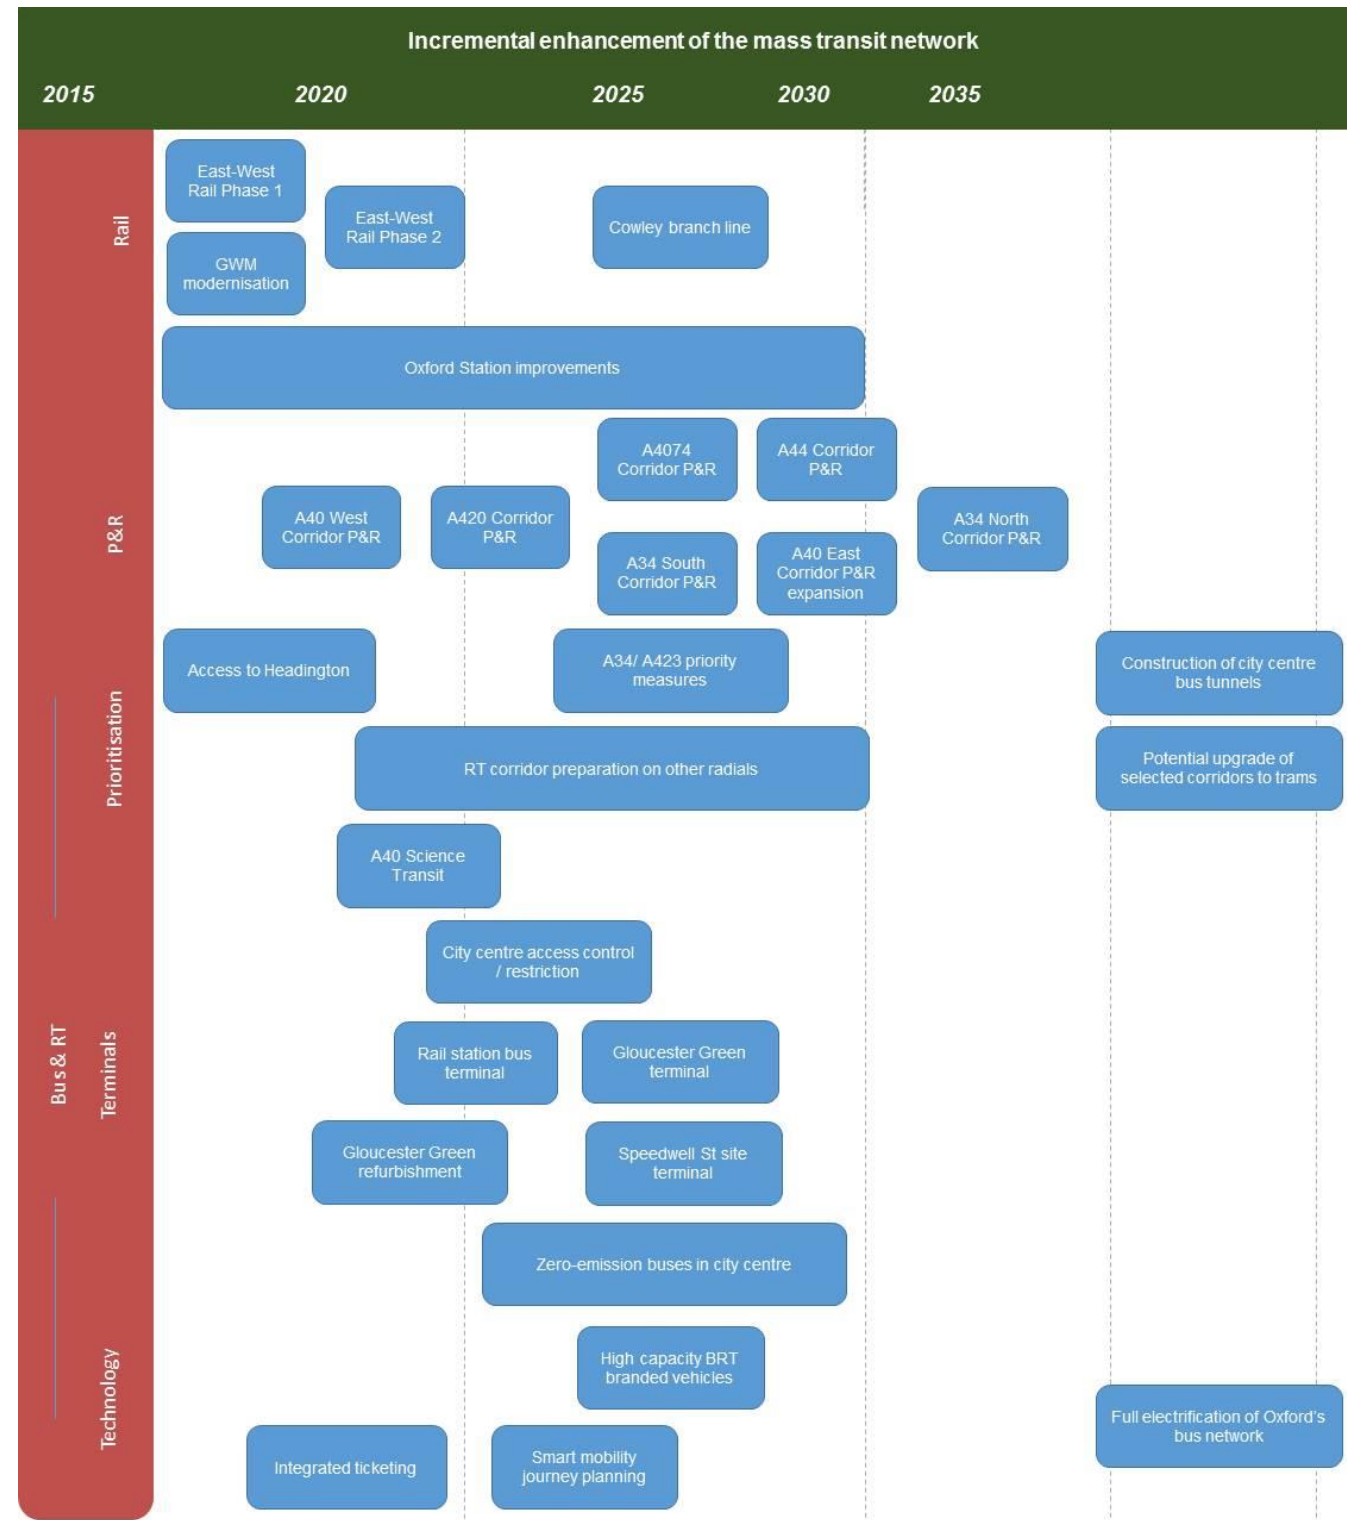 Incremental enhancement of the mass transit network
2015 2020 2025 2030 2035
Rail
East-West
Rail Phase 1
East-West
Rail Phase 2
Cowley branch line
GWM
modernisation
Oxford Station improvements
P&R
A4074
Corridor P&R
A44 Corridor
P&R
A40 West
Corridor P&R
A420 Corridor
P&R
A34 North
Corridor P&R
A34 South
Corridor P&R
A40 East
Corridor P&R
expansion
Bus & RT
Prioritisation
Access to Headington
A34/ A423 priority
measures
Construction of city centre
bus tunnels
RT corridor preparation on other radials
Potential upgrade of
selected corridors to trams
A40 Science
Transit
City centre access control
/ restriction
Terminals
Rail station bus
terminal
Gloucester Green
terminal
Gloucester Green
refurbishment
Speedwell St site
terminal
Technology
Zero-emission buses in city centre
High capacity BRT
branded vehicles
Full electrification of Oxford's
bus network
Integrated ticketing
Smart mobility
journey planning